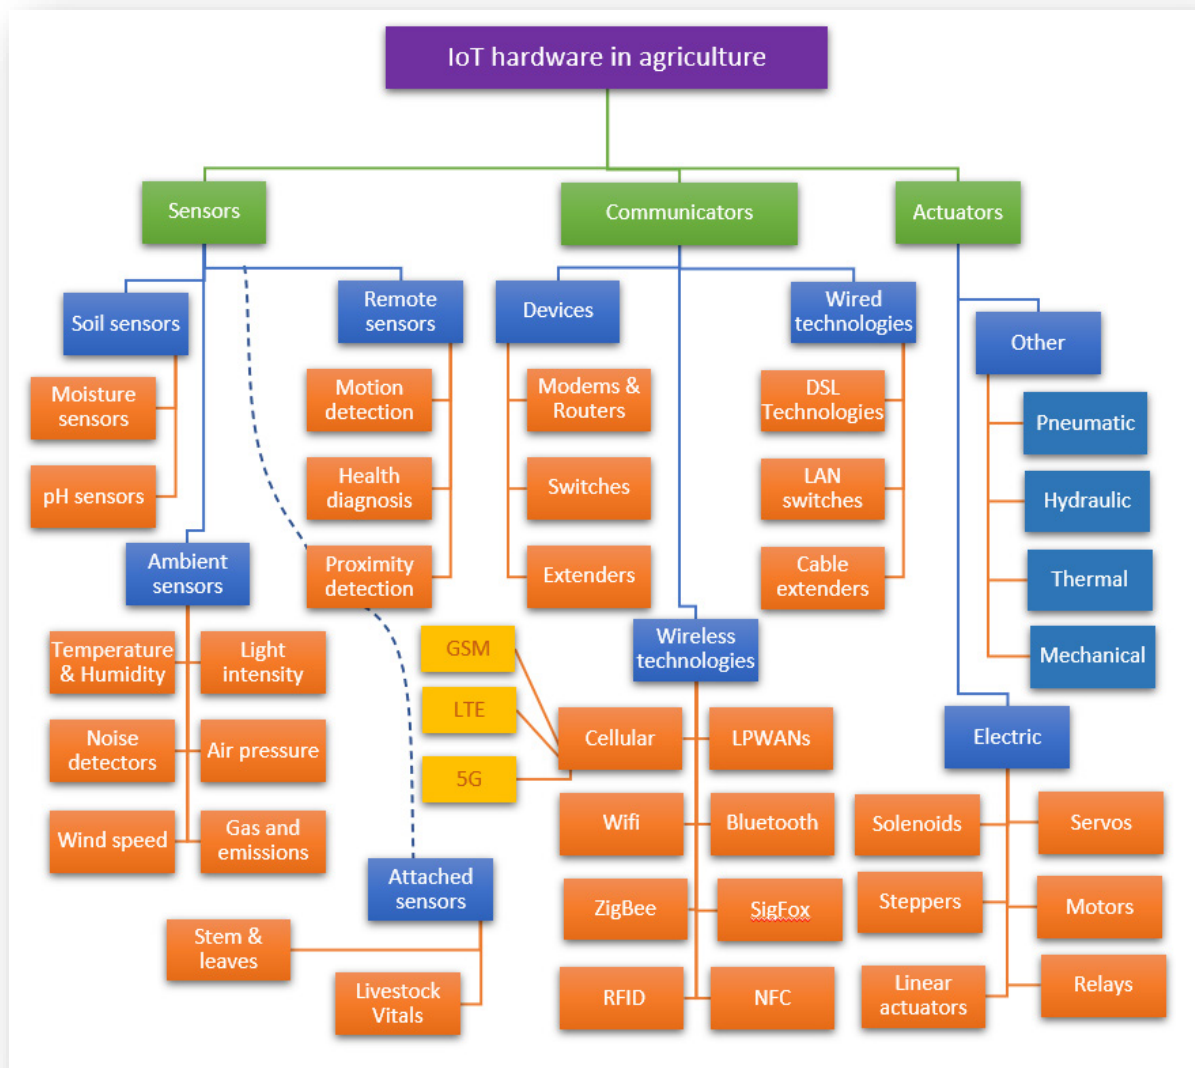 IoT hardware in agriculture
Sensors
Communicators
Actuators
Soil sensors
Moisture
sensors
pH sensors
Remote
sensors
Motion
detection
Health
diagnosis
Proximity
detection
Ambient
sensors
Temperature
& Humidity
Light
intensity
Noise
detectors
Air pressure
Wind speed
Gas and
emissions
Attached
sensors
Stem &
leaves
Livestock
Vitals
Devices
Modems &
Routers
Switches
Extenders
Wired
technologies
DSL
Technologies
LAN
switches
Cable
extenders
Wireless
technologies
GSM
LTE
5G
Cellular
LPWANs
Wifi
Bluetooth
ZigBee
SigFox
RFID
NFC
Other
Pneumatic
Hydraulic
Thermal
Mechanical
Electric
Solenoids
Servos
Steppers
Motors
Linear
actuators
Relays